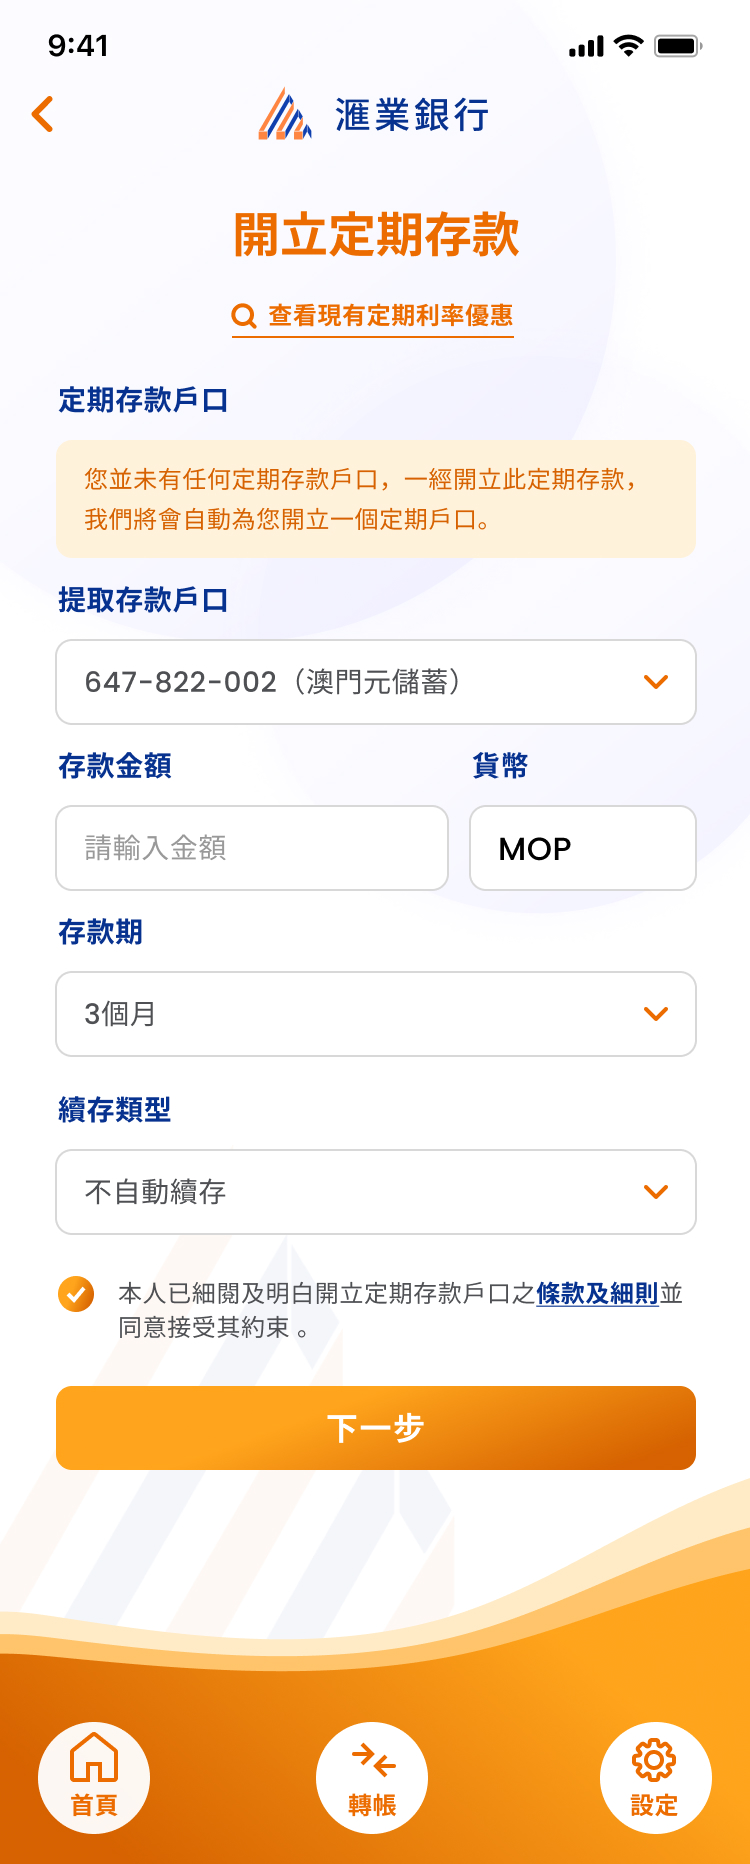 9:41
滙業銀行
開立定期存款
查看現有定期利率優惠
定期存款戶口
您並未有任何定期存款戶口，一經開立此定期存款，
我們將會自動為您開立一個定期戶口。
提取存款戶口
647-822-002（澳門元儲蓄）
存款金額
貨幣
請輸入金額
MOP
存款期
3個月
續存類型
不自動續存
本人已細閱及明白開立定期存款戶口之條款及細則並
同意接受其約束 。
下一步
首頁
轉帳
設定